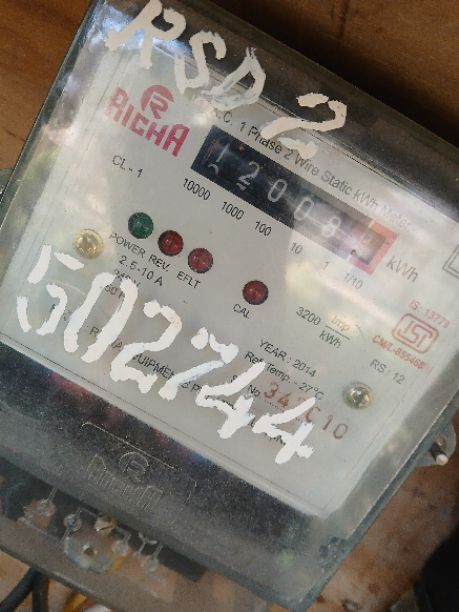 RSD 2
RICHA
A.C. 1 Phase 2 Wire Static kWh Meter
CL-1
12008
kWh
10000 1000 100 10 1 1/10
POWER REV. EFLT
CAL
2.5-10 A
3200 imp/kWh
IS:13779
ISI
RS:12
502744
YEAR: 2014
Ref.Temp.-27°C
RICHA